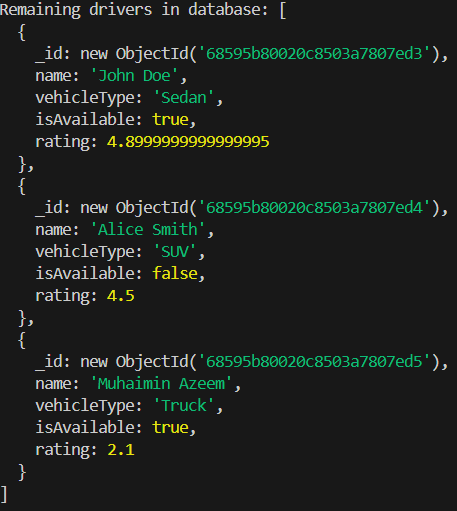 Remaining drivers in database: [
  {
    _id: new ObjectId('68595b80020c8503a7807ed3'),
    name: 'John Doe',
    vehicleType: 'Sedan',
    isAvailable: true,
    rating: 4.8999999999999995
  },
  {
    _id: new ObjectId('68595b80020c8503a7807ed4'),
    name: 'Alice Smith',
    vehicleType: 'SUV',
    isAvailable: false,
    rating: 4.5
  },
  {
    _id: new ObjectId('68595b80020c8503a7807ed5'),
    name: 'Muhaimin Azeem',
    vehicleType: 'Truck',
    isAvailable: true,
    rating: 2.1
  }
]